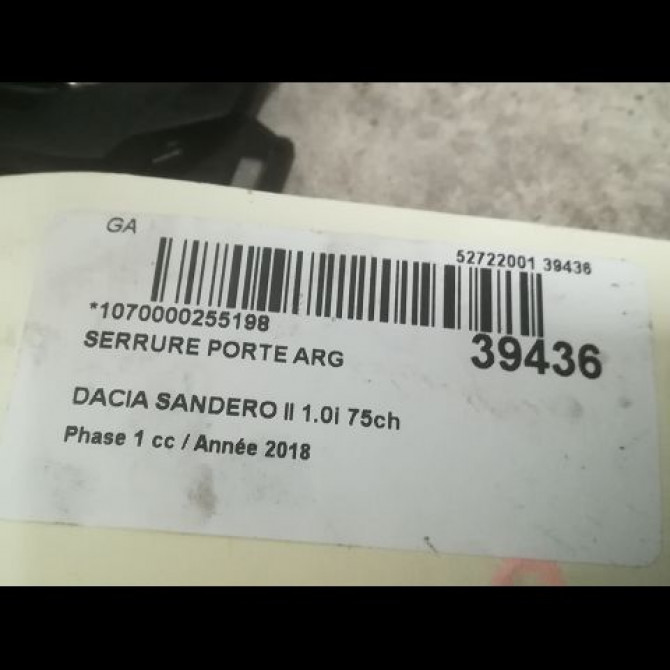 GA
52722001 39436
*1070000255198
39436
SERRURE PORTE ARG
DACIA SANDERO II 1.0i 75ch
Phase 1 cc / Année 2018